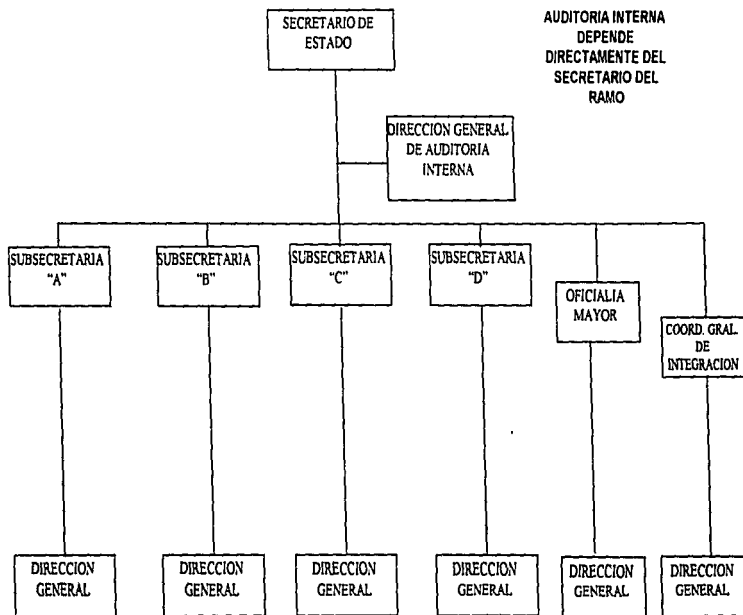 SECRETARIO DE
ESTADO
AUDITORIA INTERNA
DEPENDE
DIRECTAMENTE DEL
SECRETARIO DEL
RAMO
DIRECCION GENERAL
DE AUDITORIA
INTERNA
SUBSECRETARIA
"A"
SUBSECRETARIA
"B"
SUBSECRETARIA
"C"
SUBSECRETARIA
"D"
OFICIALIA
MAYOR
COORD. GRAL.
DE
INTEGRACION
DIRECCION
GENERAL
DIRECCION
GENERAL
DIRECCION
GENERAL
DIRECCION
GENERAL
DIRECCION
GENERAL
DIRECCION
GENERAL